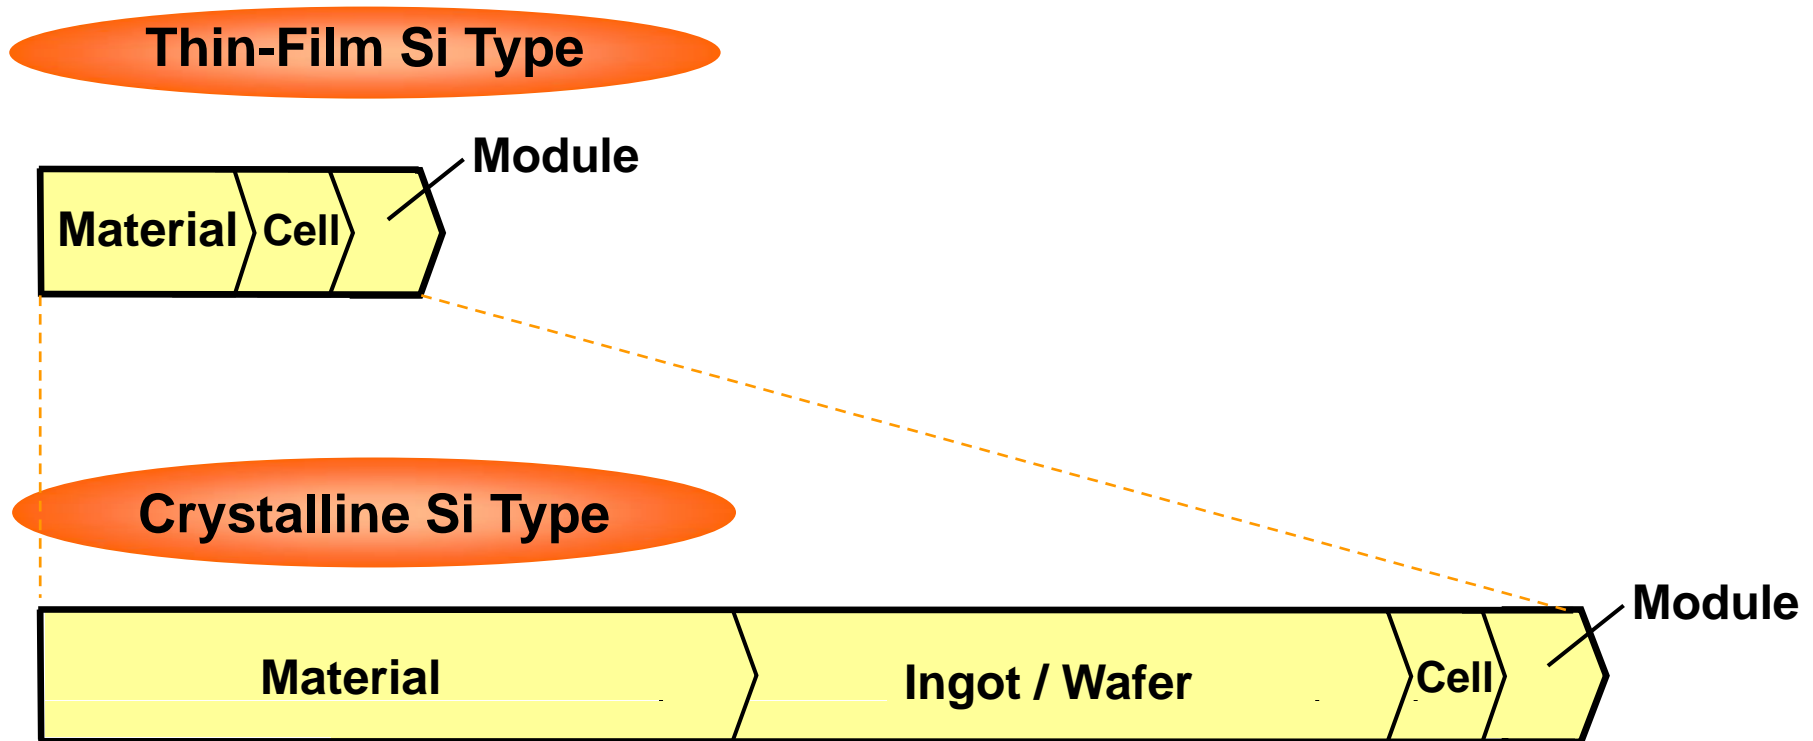 Thin-Film Si Type
Module
Material
Cell
Crystalline Si Type
Module
Material
Ingot / Wafer
Cell